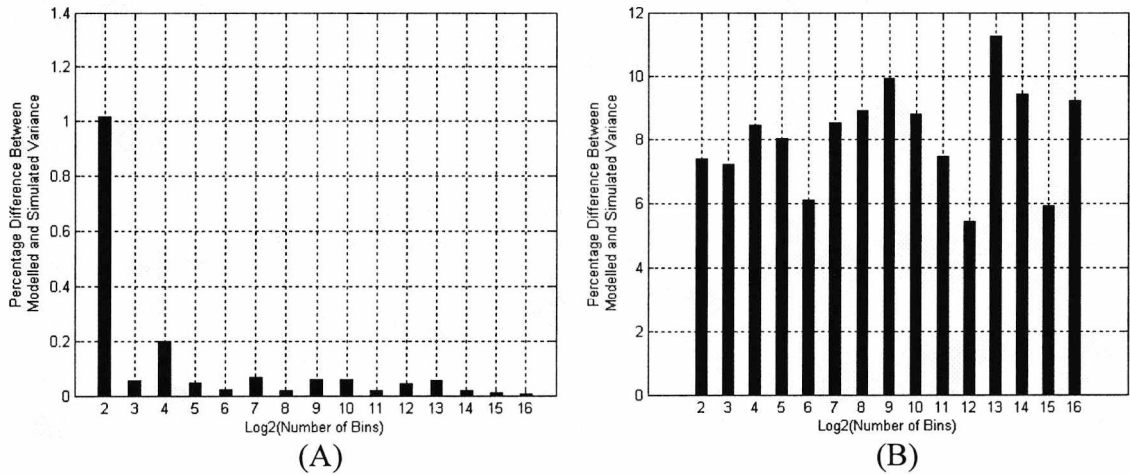 Percentage Difference Between
Modelled and Simulated Variance
1.4
1.2
1
0.8
0.6
0.4
0.2
0
2 3 4 5 6 7 8 9 10 11 12 13 14 15 16
Log2(Number of Bins)
(A)
Percentage Difference Between
Modelled and Simulated Variance
12
10
8
6
4
2
0
2 3 4 5 6 7 8 9 10 11 12 13 14 15 16
Log2(Number of Bins)
(B)